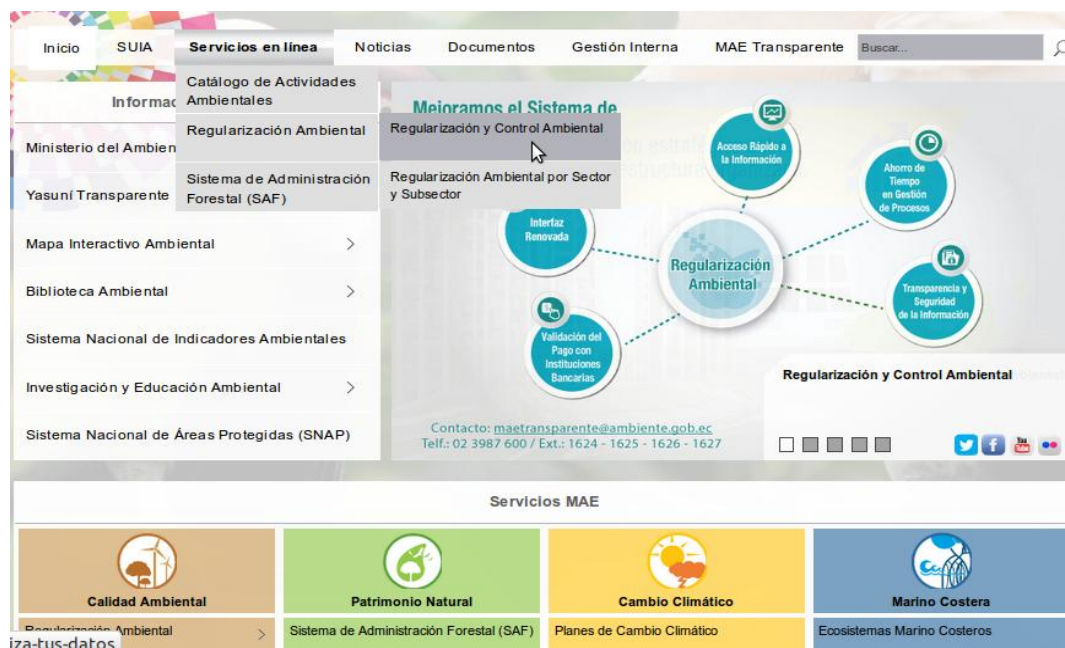 Inicio SUIA Servicios en línea Noticias Documentos Gestión Interna MAE Transparente Buscar...
Catálogo de Actividades
Ambientales
Regularización Ambiental
Sistema de Administración
Forestal (SAF)
Regularización y Control Ambiental
Regularización Ambiental por Sector
y Subsector
Ministerio del Ambien
Yasuní Transparente
Mapa Interactivo Ambiental
Biblioteca Ambiental
Sistema Nacional de Indicadores Ambientales
Investigación y Educación Ambiental
Sistema Nacional de Áreas Protegidas (SNAP)
Mejoramos el Sistema de
Acceso Rápido a
la Información
Ahorro de
Tiempo
en Gestión
de Procesos
Interfaz
Renovada
Regularización
Ambiental
Transparencia y
Seguridad
de la Información
Validación del
Pago con
Instituciones
Bancarias
Regularización y Control Ambiental
Contacto: maetransparente@ambiente.gob.ec
Telf.: 02 3987 600 / Ext.: 1624 - 1625 - 1626 - 1627
You
Tube
Servicios MAE
Calidad Ambiental
Patrimonio Natural
Cambio Climático
Marino Costera
Regularización Ambiental
Sistema de Administración Forestal (SAF)
Planes de Cambio Climático
Ecosistemas Marino Costeros
iza-tus-datos